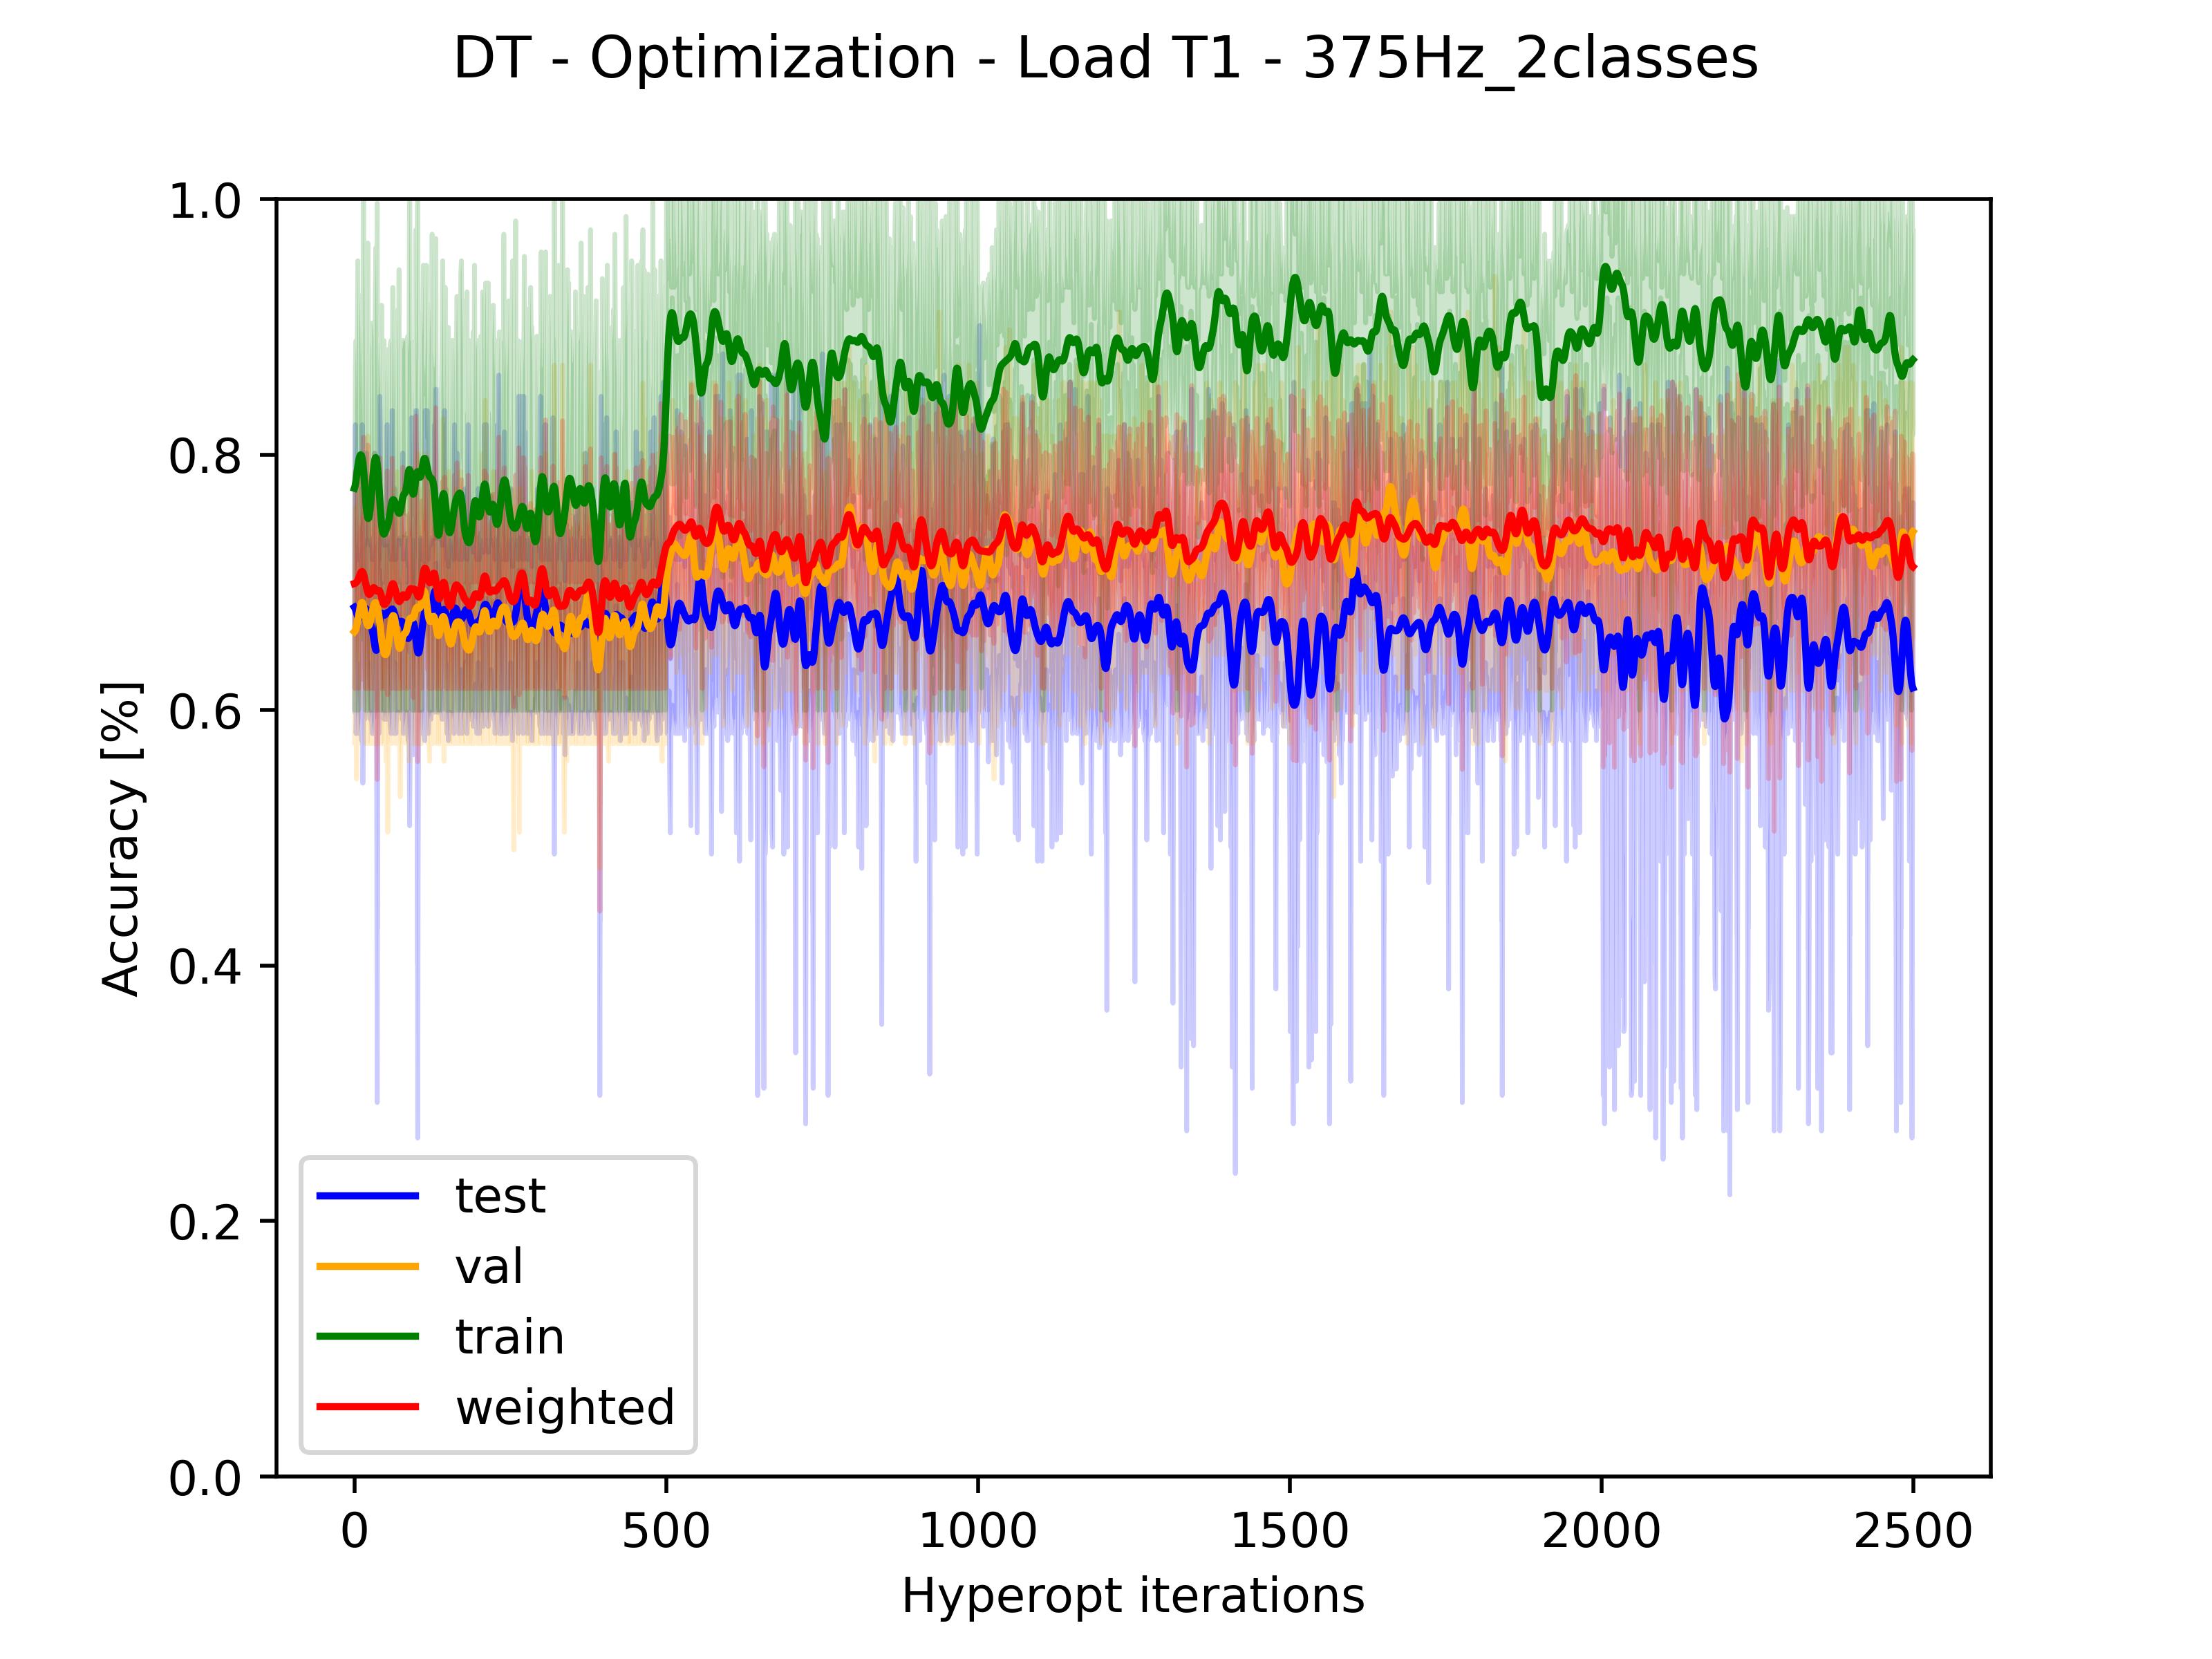 DT - Optimization - Load T1 - 375Hz_2classes
1.0
0.8
0.6
0.4
0.2
0.0
Accuracy [%]
test
val
train
weighted
0 500 1000 1500 2000 2500
Hyperopt iterations